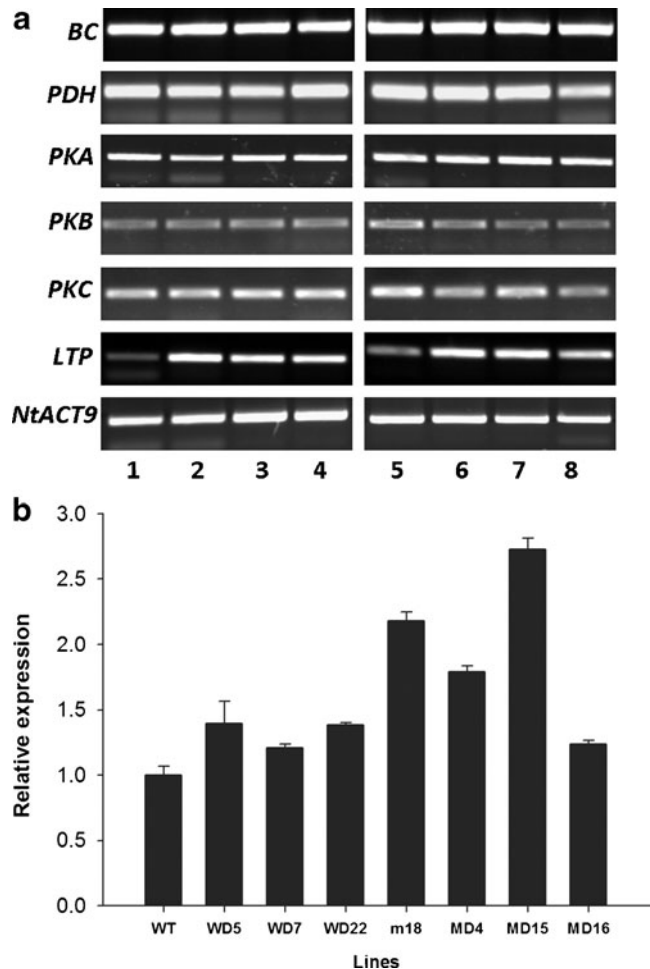 a
BC
PDH
PKA
PKB
PKC
LTP
NtACT9
1 2 3 4 5 6 7 8
b
Relative expression
3.0
2.5
2.0
1.5
1.0
0.5
0.0
WT WD5 WD7 WD22 m18 MD4 MD15 MD16
Lines